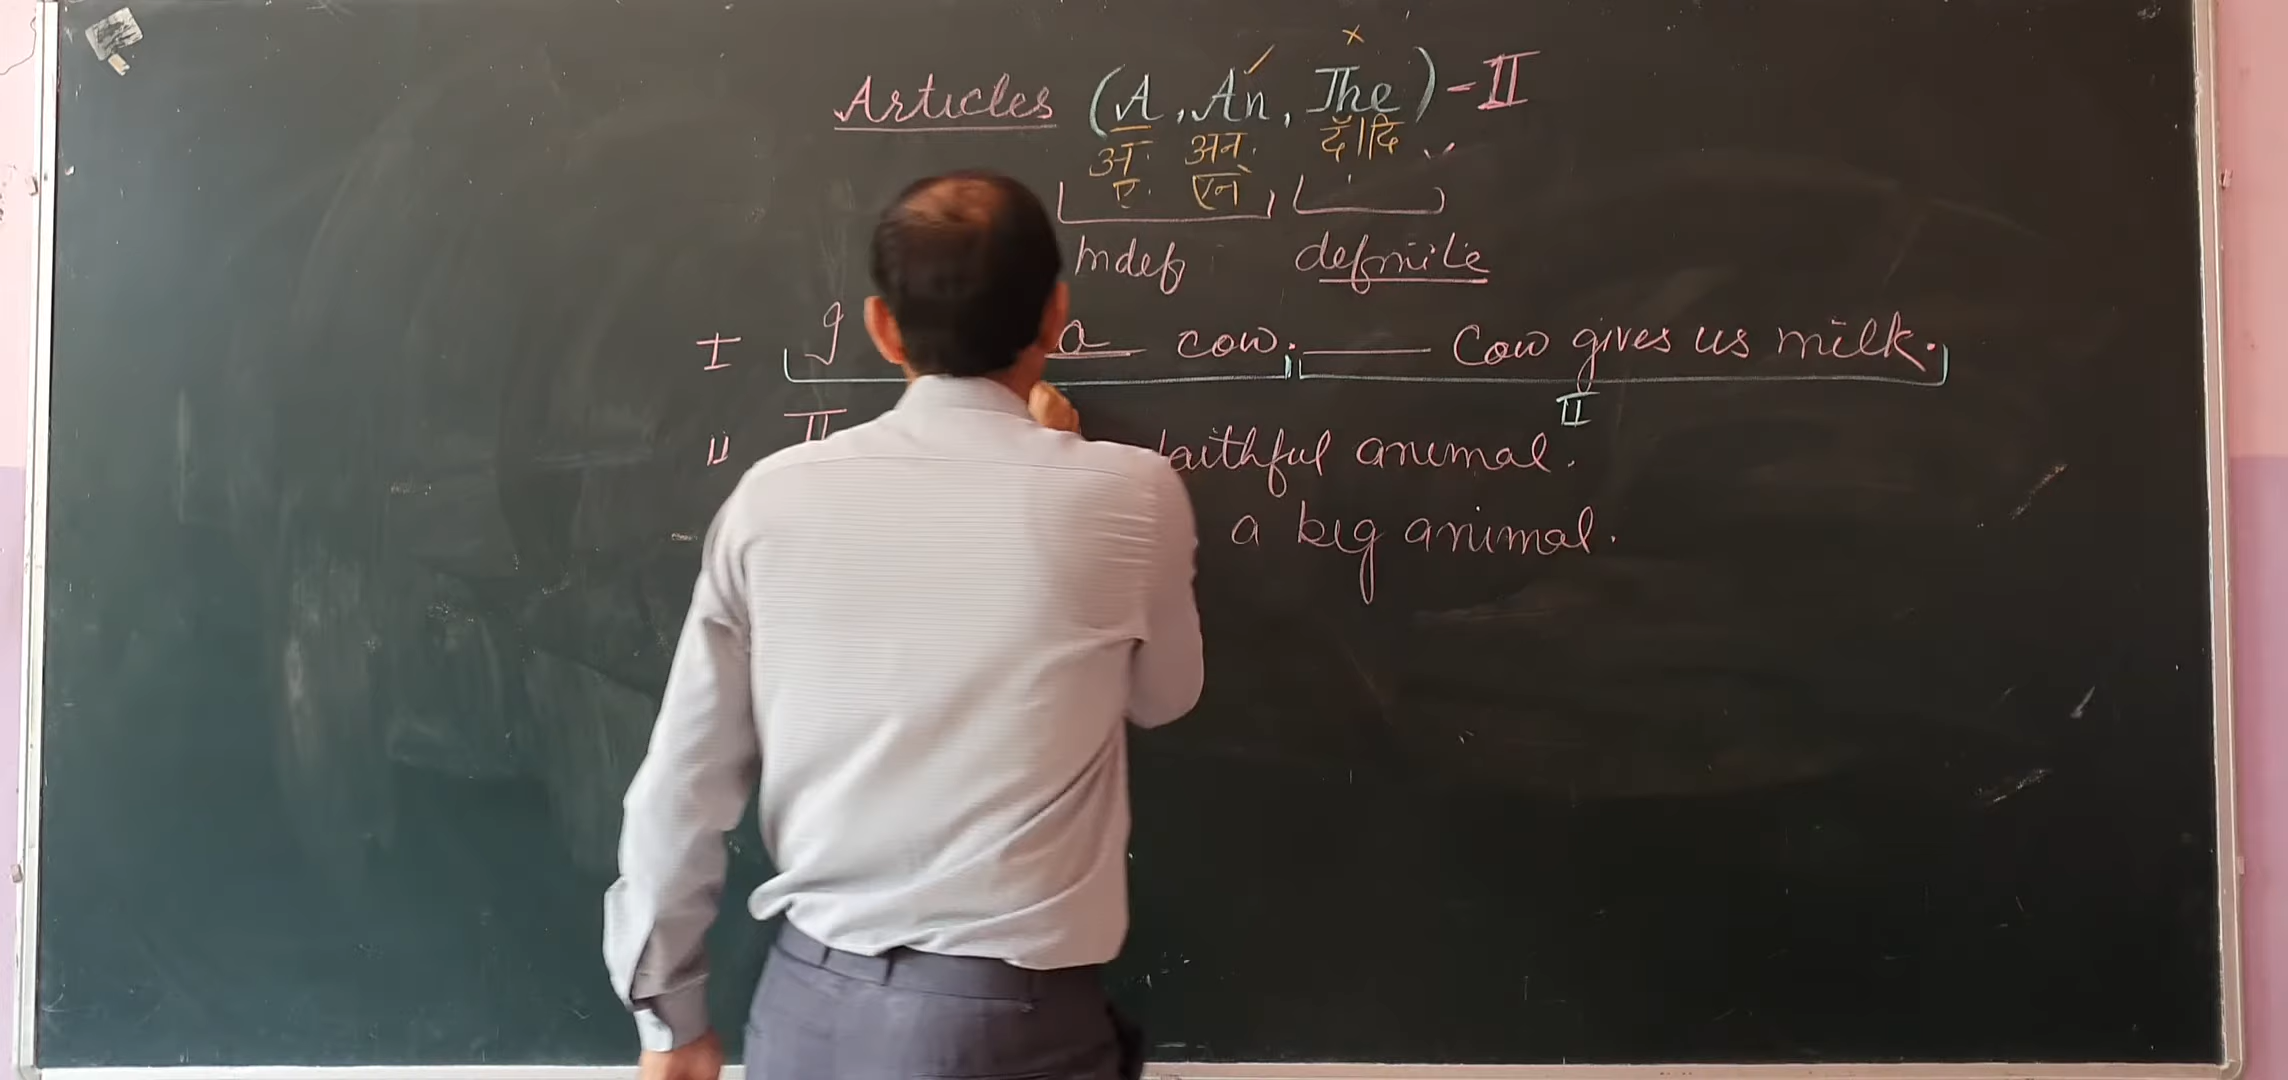 Articles (A, An, The) - II
अ अन दॅ/दि
ए एन
Indef definite
I I a cow. ____ Cow gives us milk.
II
II faithful animal.
a big animal.